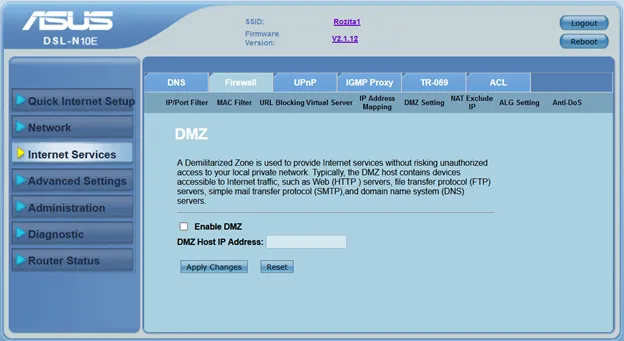 ASUS
DSL-N10E
SSID: Rozita1
Firmware Version: V2.1.12
Logout
Reboot
Quick Internet Setup
Network
Internet Services
Advanced Settings
Administration
Diagnostic
Router Status
DNS Firewall UPnP IGMP Proxy TR-069 ACL
IP/Port Filter MAC Filter URL Blocking Virtual Server IP Address Mapping DMZ Setting NAT Exclude IP ALG Setting Anti-DoS
DMZ
A Demilitarized Zone is used to provide Internet services without risking unauthorized
access to your local private network. Typically, the DMZ host contains devices
accessible to Internet traffic, such as Web (HTTP ) servers, file transfer protocol (FTP)
servers, simple mail transfer protocol (SMTP),and domain name system (DNS)
servers.
Enable DMZ
DMZ Host IP Address:
Apply Changes Reset